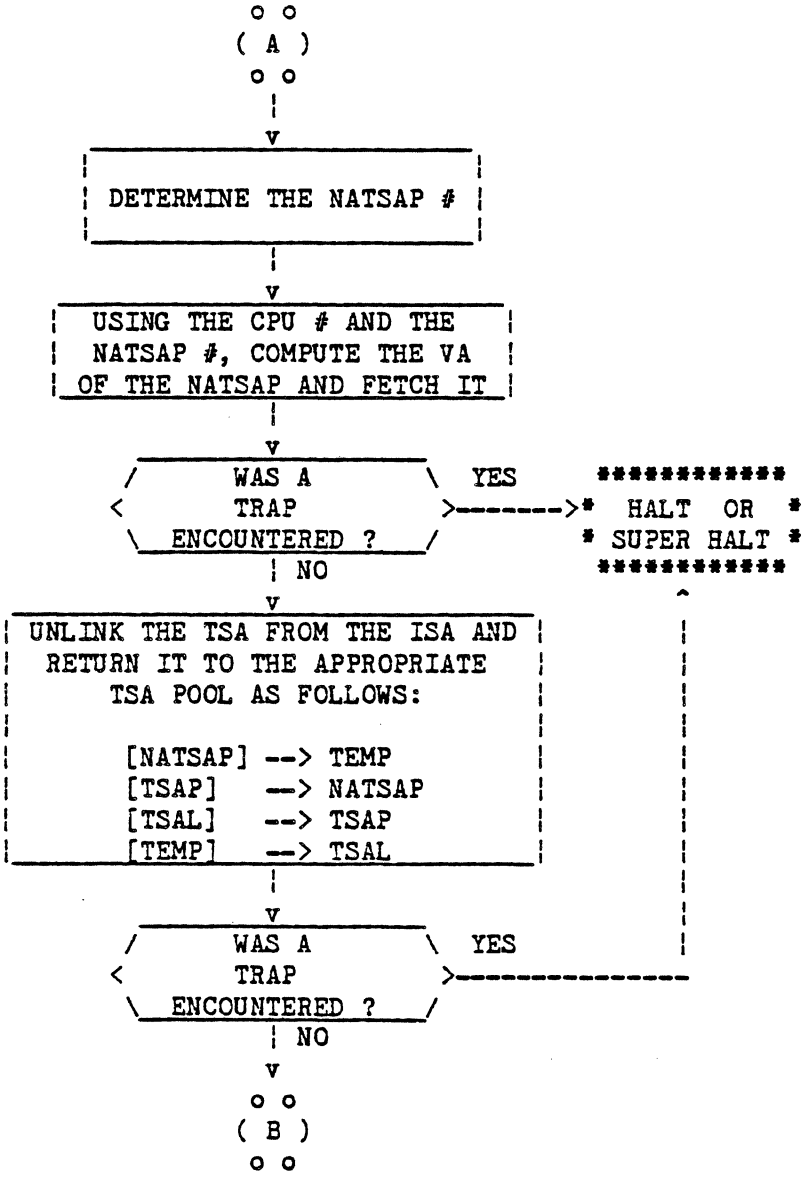 ( A )
DETERMINE THE NATSAP #
USING THE CPU # AND THE
NATSAP #, COMPUTE THE VA
OF THE NATSAP AND FETCH IT
WAS A
TRAP
ENCOUNTERED ?
YES
HALT OR
SUPER HALT
NO
UNLINK THE TSA FROM THE ISA AND
RETURN IT TO THE APPROPRIATE
TSA POOL AS FOLLOWS:
[NATSAP] --> TEMP
[TSAP] --> NATSAP
[TSAL] --> TSAP
[TEMP] --> TSAL
WAS A
TRAP
ENCOUNTERED ?
YES
NO
( B )